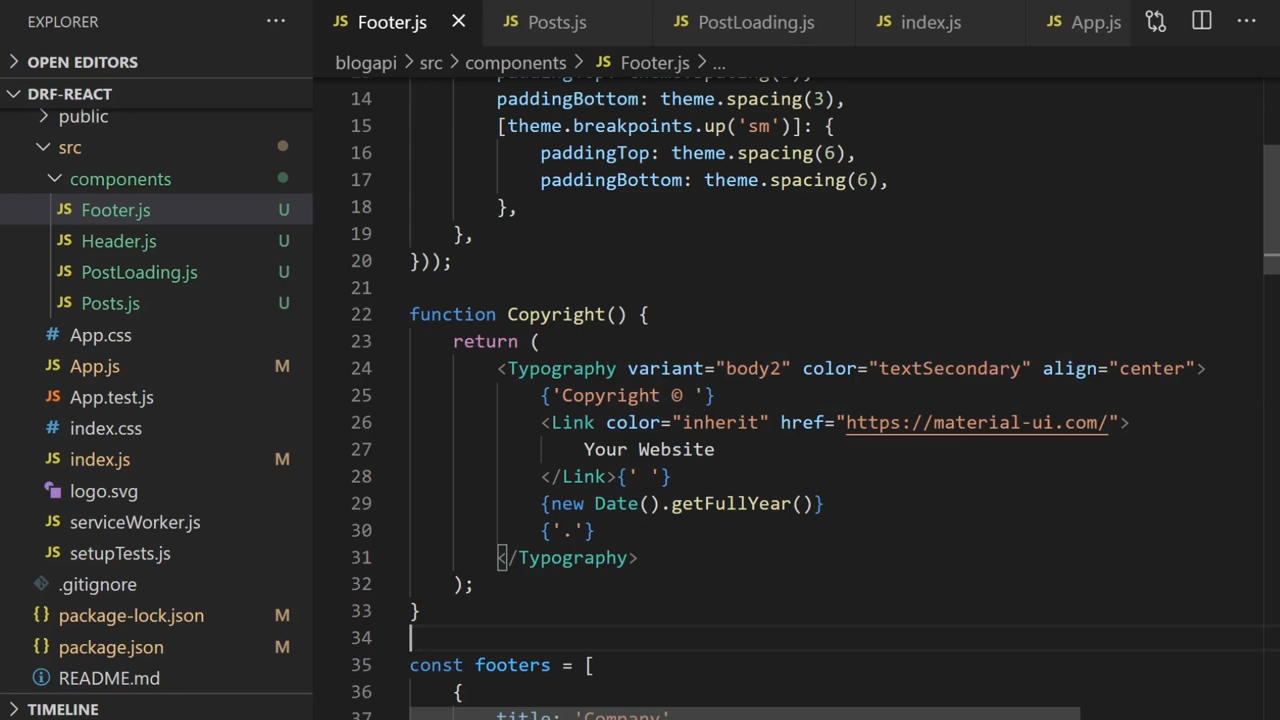 EXPLORER
OPEN EDITORS
DRF-REACT
public
src
components
JS Footer.js U
JS Header.js U
JS PostLoading.js U
JS Posts.js U
# App.css
JS App.js M
JS App.test.js
# index.css
JS index.js M
logo.svg
JS serviceWorker.js
JS setupTests.js
.gitignore
{} package-lock.json M
{} package.json M
README.md
TIMELINE
JS Footer.js
JS Posts.js
JS PostLoading.js
JS index.js
JS App.js
blogapi > src > components > JS Footer.js > ...
14 paddingBottom: theme.spacing(3),
15 [theme.breakpoints.up('sm')]: {
16 paddingTop: theme.spacing(6),
17 paddingBottom: theme.spacing(6),
18 },
19 },
20 }));
21
22 function Copyright() {
23 return (
24 <Typography variant="body2" color="textSecondary" align="center">
25 {'Copyright © '}
26 <Link color="inherit" href="https://material-ui.com/">
27 Your Website
28 </Link>{' '}
29 {new Date().getFullYear()}
30 {'.'}
31 </Typography>
32 );
33 }
34
35 const footers = [
36 {
37 title: 'Company'